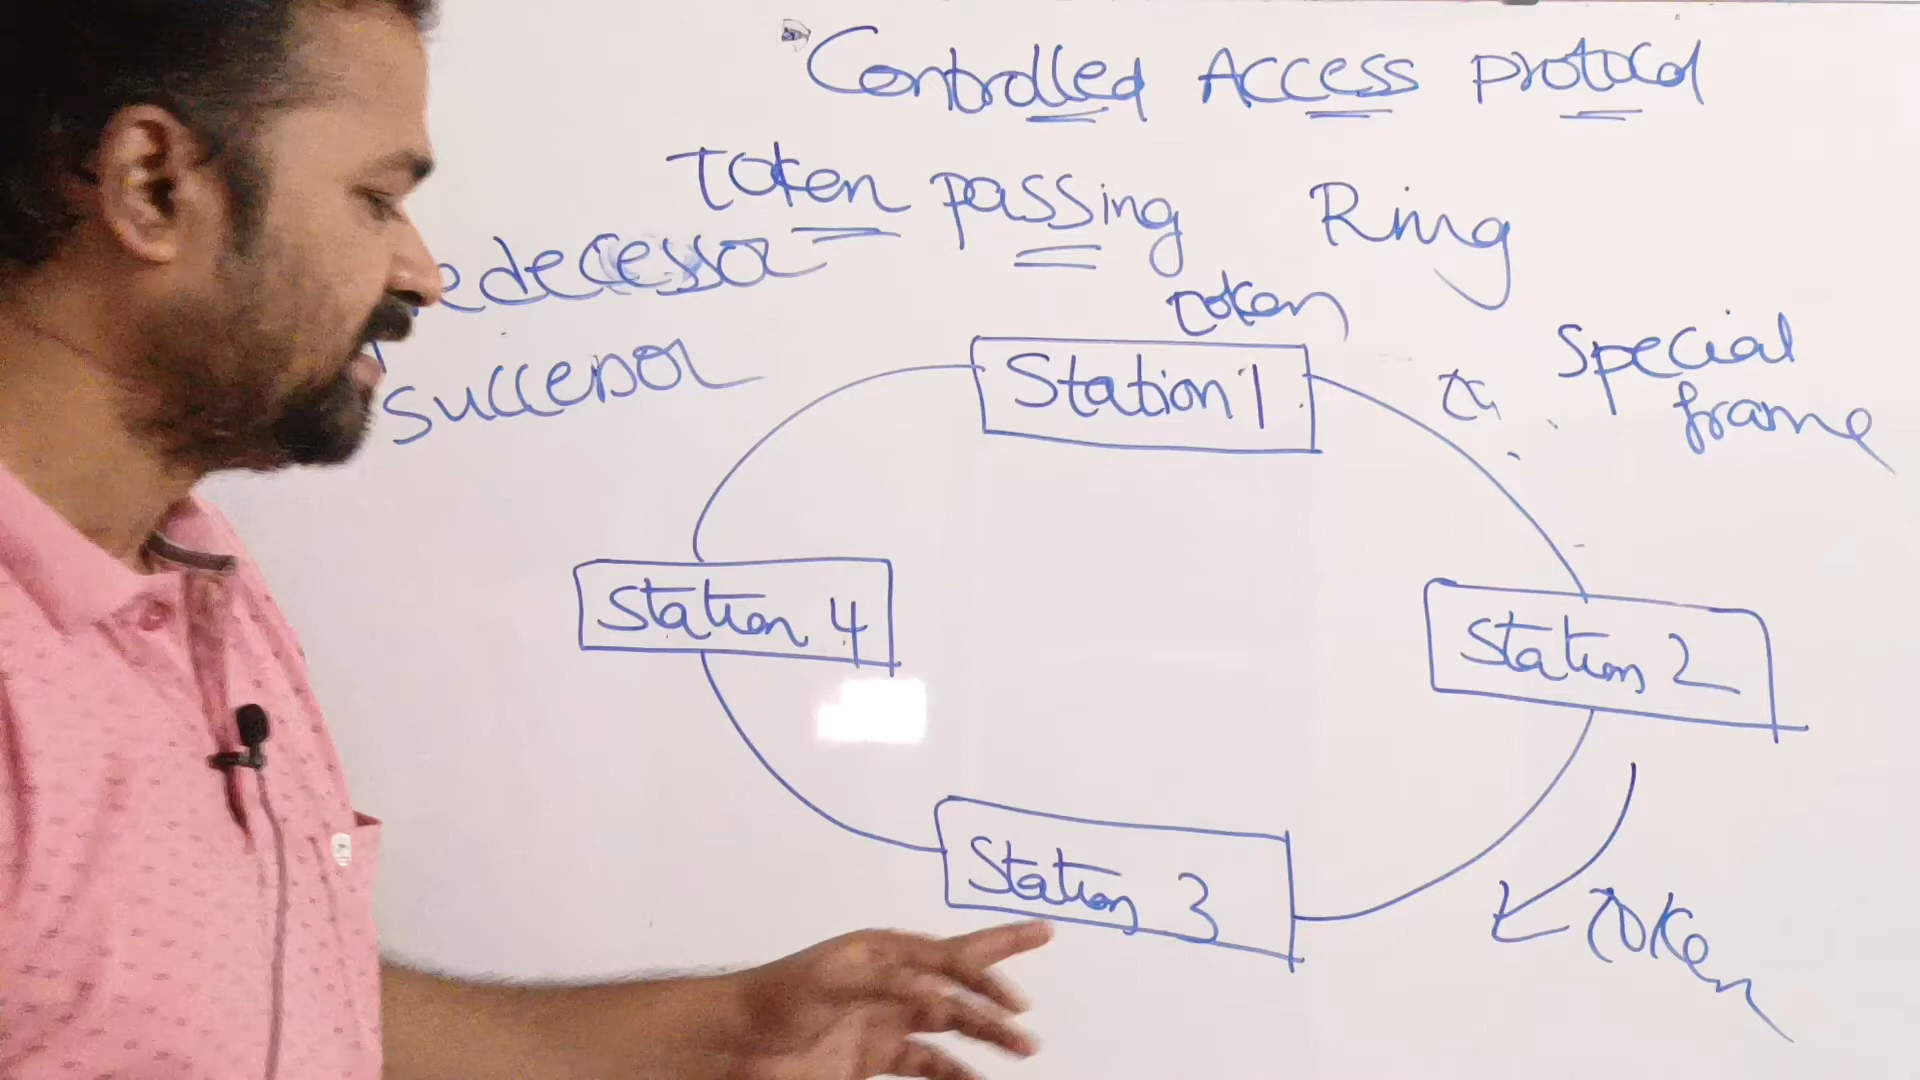 Controlled Access protocol
Token passing Ring
edecessor
token
successor
Special
frame
Station 1
Station 4
Station 2
Station 3
Token